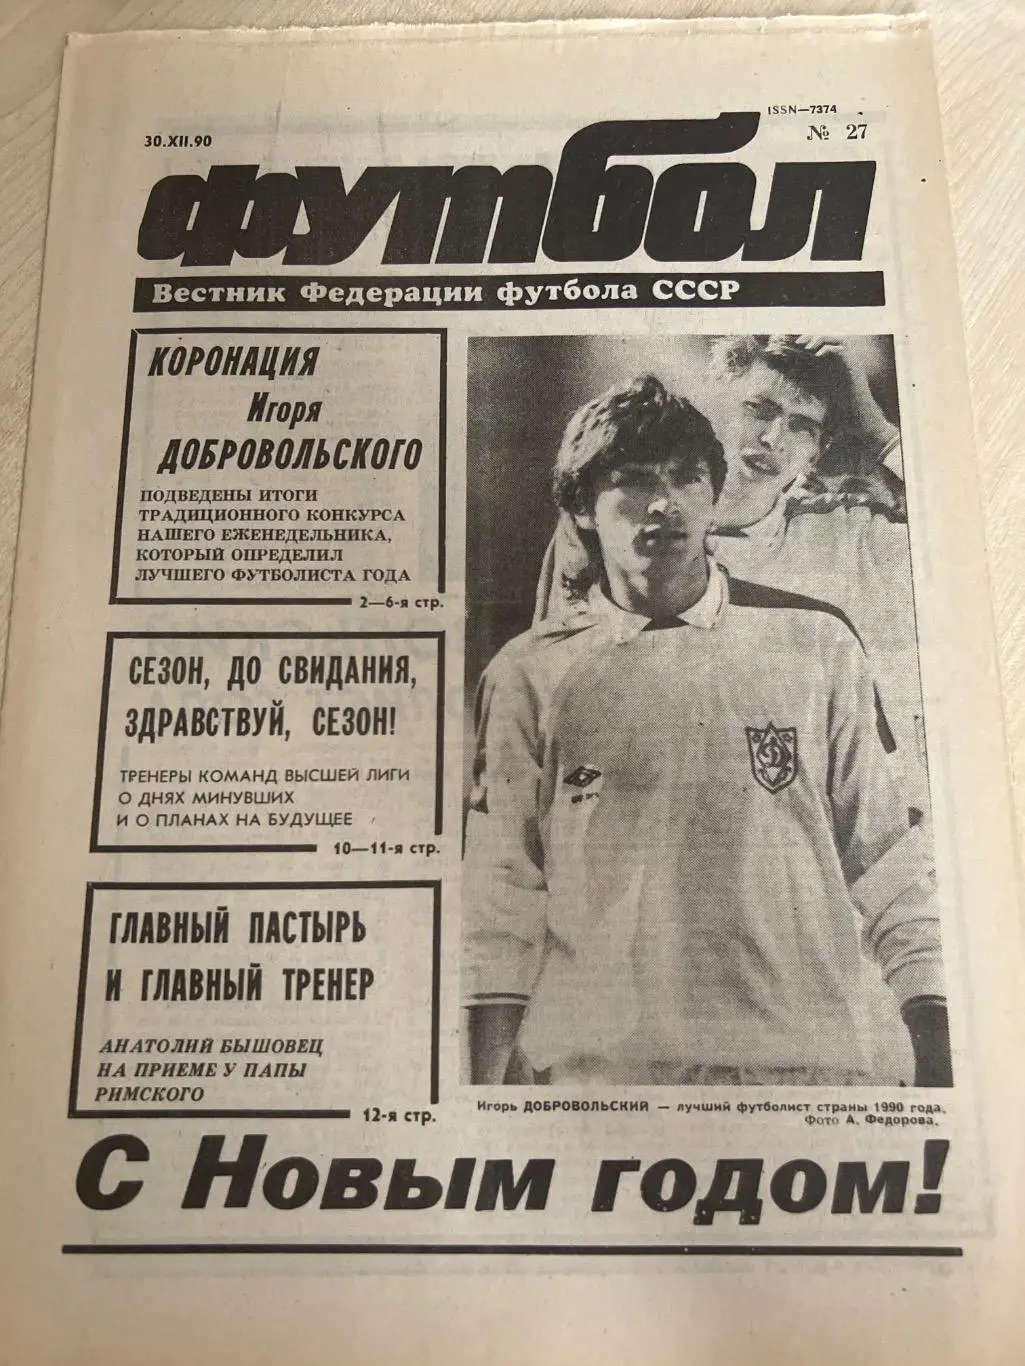 ISSN—7374
30.XII.90
№ 27
футбол
Вестник Федерации футбола СССР
КОРОНАЦИЯ
Игоря
ДОБРОВОЛЬСКОГО
ПОДВЕДЕНЫ ИТОГИ
ТРАДИЦИОННОГО КОНКУРСА
НАШЕГО ЕЖЕНЕДЕЛЬНИКА,
КОТОРЫЙ ОПРЕДЕЛИЛ
ЛУЧШЕГО ФУТБОЛИСТА ГОДА
2—6-я стр.
СЕЗОН, ДО СВИДАНИЯ,
ЗДРАВСТВУЙ, СЕЗОН!
ТРЕНЕРЫ КОМАНД ВЫСШЕЙ ЛИГИ
О ДНЯХ МИНУВШИХ
И О ПЛАНАХ НА БУДУЩЕЕ
10—11-я стр.
ГЛАВНЫЙ ПАСТЫРЬ
И ГЛАВНЫЙ ТРЕНЕР
АНАТОЛИЙ БЫШОВЕЦ
НА ПРИЕМЕ У ПАПЫ
РИМСКОГО
12-я стр.
Д
Игорь ДОБРОВОЛЬСКИЙ — лучший футболист страны 1990 года.
Фото А. Федорова.
С Новым годом!